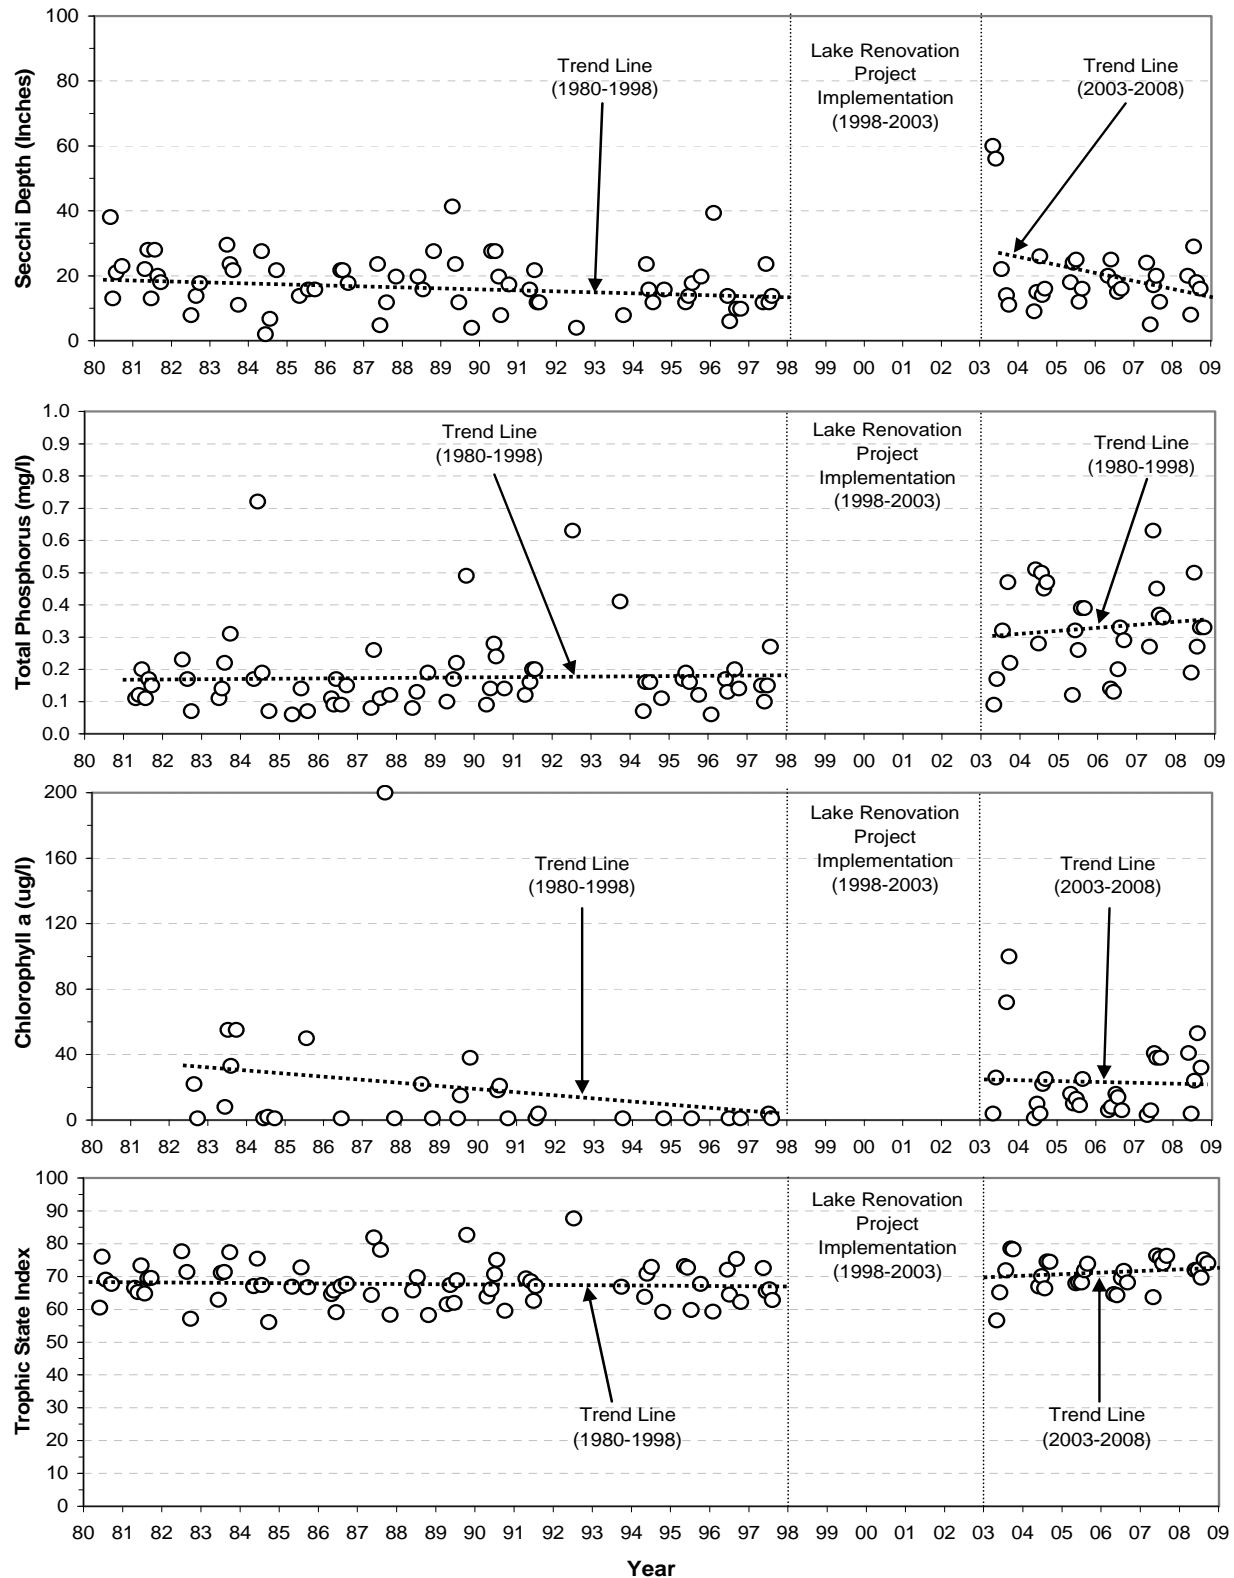 Secchi Depth (Inches)
100
80
60
40
20
0
Trend Line
(1980-1998)
Lake Renovation
Project
Implementation
(1998-2003)
Trend Line
(2003-2008)
80 81 82 83 84 85 86 87 88 89 90 91 92 93 94 95 96 97 98 99 00 01 02 03 04 05 06 07 08 09
Total Phosphorus (mg/l)
1.0
0.9
0.8
0.7
0.6
0.5
0.4
0.3
0.2
0.1
0.0
Trend Line
(1980-1998)
Lake Renovation
Project
Implementation
(1998-2003)
Trend Line
(1980-1998)
80 81 82 83 84 85 86 87 88 89 90 91 92 93 94 95 96 97 98 99 00 01 02 03 04 05 06 07 08 09
Chlorophyll a (ug/l)
200
160
120
80
40
0
Trend Line
(1980-1998)
Lake Renovation
Project
Implementation
(1998-2003)
Trend Line
(2003-2008)
80 81 82 83 84 85 86 87 88 89 90 91 92 93 94 95 96 97 98 99 00 01 02 03 04 05 06 07 08 09
Trophic State Index
100
90
80
70
60
50
40
30
20
10
0
Lake Renovation
Project
Implementation
(1998-2003)
Trend Line
(1980-1998)
Trend Line
(2003-2008)
80 81 82 83 84 85 86 87 88 89 90 91 92 93 94 95 96 97 98 99 00 01 02 03 04 05 06 07 08 09
Year